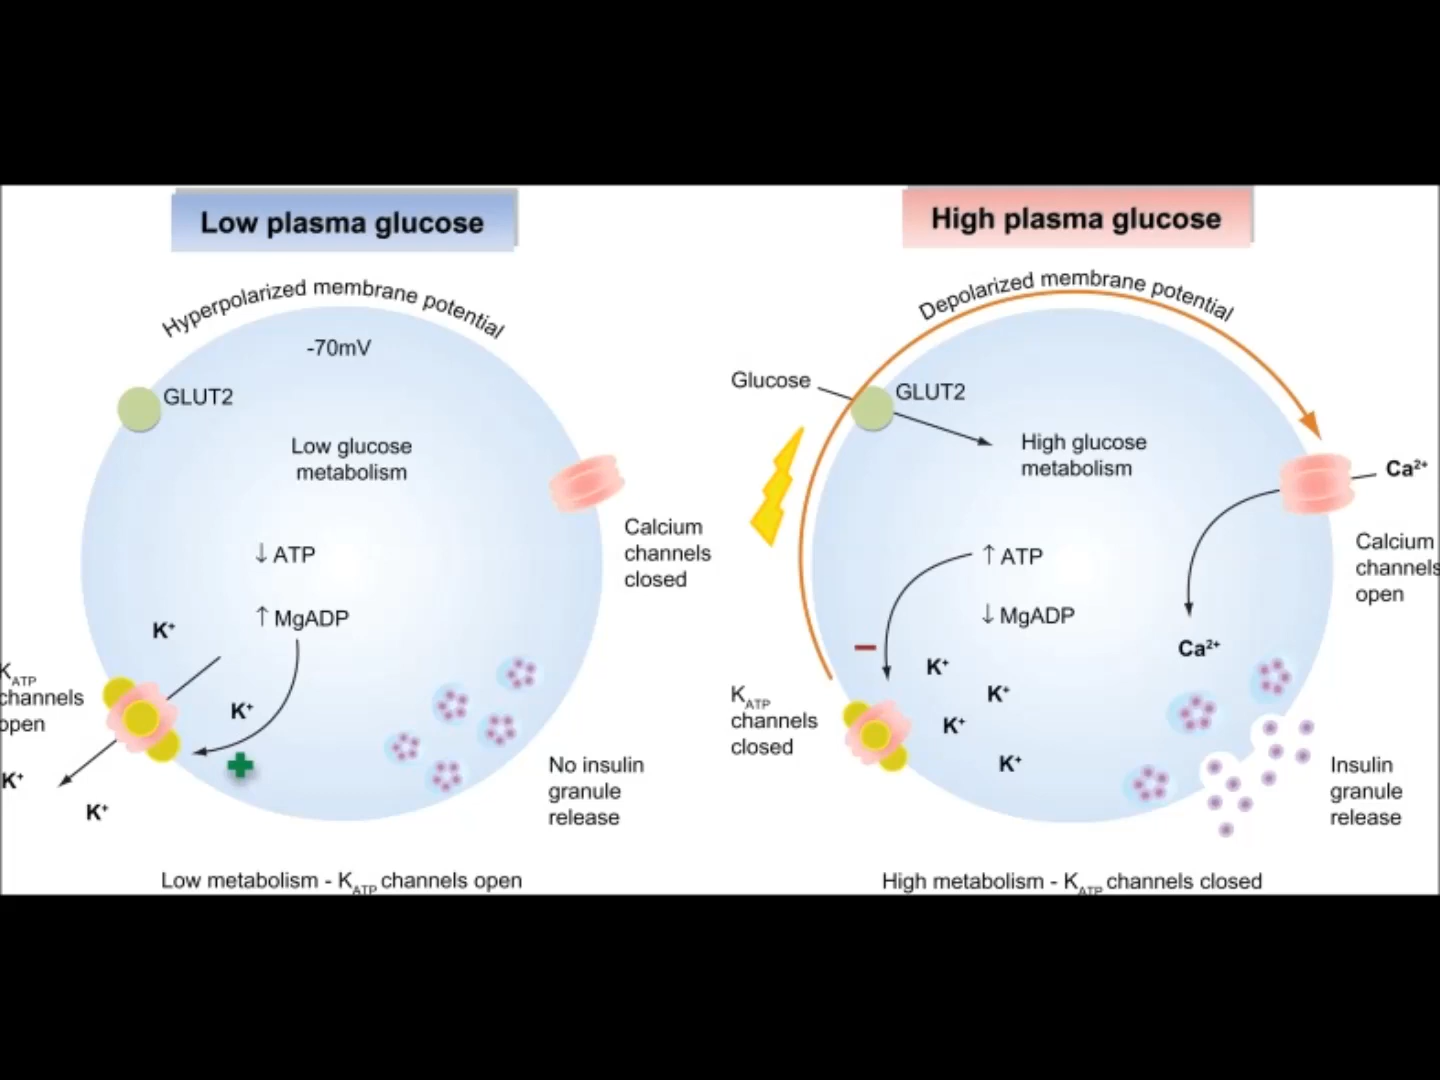 Low plasma glucose
Hyperpolarized membrane potential
-70mV
GLUT2
Low glucose
metabolism
Calcium
channels
closed
↓ ATP
↑ MgADP
K⁺
K⁺
KATP
channels
open
K⁺
K⁺
No insulin
granule
release
Low metabolism - KATP channels open
High plasma glucose
Depolarized membrane potential
Glucose
GLUT2
High glucose
metabolism
Ca²⁺
Calcium
channels
open
↑ ATP
↓ MgADP
Ca²⁺
K⁺
K⁺
K⁺
K⁺
KATP
channels
closed
Insulin
granule
release
High metabolism - KATP channels closed